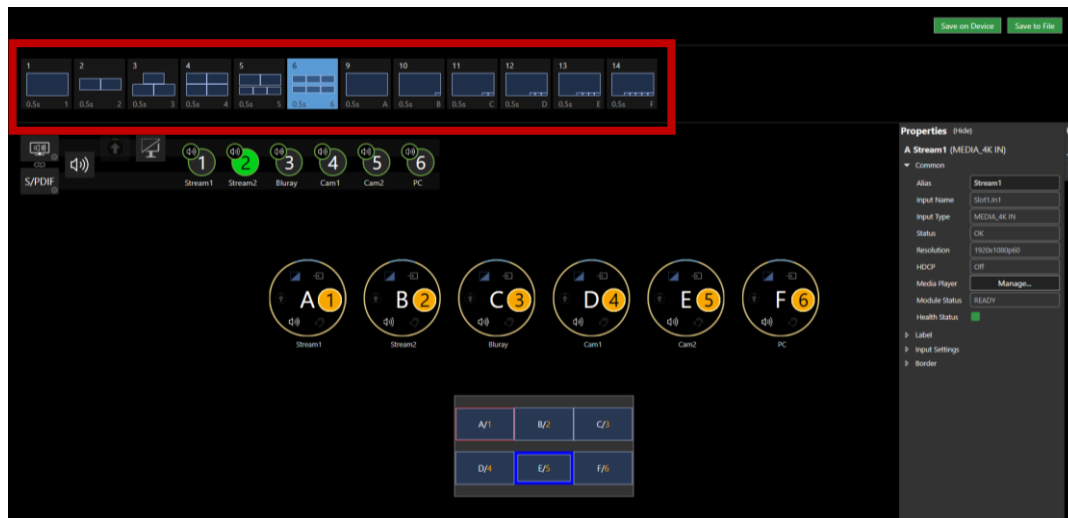 Save on Device Save to File
1 2 3 4 5 6 9 10 11 12 13 14
0.5s 1 0.5s 2 0.5s 3 0.5s 4 0.5s 5 0.5s 6 0.5s A 0.5s B 0.5s C 0.5s D 0.5s E 0.5s F
Properties (Hide)
A Stream1 (MEDIA_4K IN)
Common
Alias Stream1
Input Name Slot1.In1
Input Type MEDIA_4K IN
Status OK
Resolution 1920x1080p60
HDCP Off
Media Player Manage...
Module Status READY
Health Status
Label
Input Settings
Border
S/PDIF
1 2 3 4 5 6
Stream1 Stream2 Bluray Cam1 Cam2 PC
A 1 B 2 C 3 D 4 E 5 F 6
Stream1 Stream2 Bluray Cam1 Cam2 PC
A/1 B/2 C/3
D/4 E/5 F/6